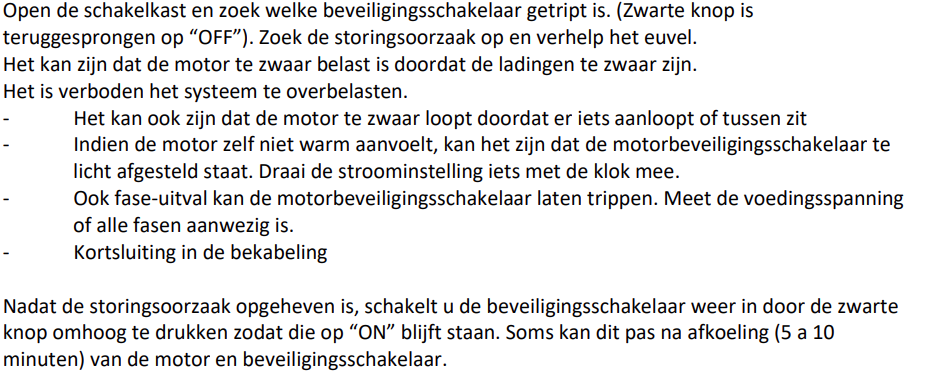 Open de schakelkast en zoek welke beveiligingsschakelaar getript is. (Zwarte knop is
teruggesprongen op “OFF”). Zoek de storingsoorzaak op en verhelp het euvel.
Het kan zijn dat de motor te zwaar belast is doordat de ladingen te zwaar zijn.
Het is verboden het systeem te overbelasten.
- Het kan ook zijn dat de motor te zwaar loopt doordat er iets aanloopt of tussen zit
- Indien de motor zelf niet warm aanvoelt, kan het zijn dat de motorbeveiligingsschakelaar te
licht afgesteld staat. Draai de stroominstelling iets met de klok mee.
- Ook fase-uitval kan de motorbeveiligingsschakelaar laten trippen. Meet de voedingsspanning
of alle fasen aanwezig is.
- Kortsluiting in de bekabeling
Nadat de storingsoorzaak opgeheven is, schakelt u de beveiligingsschakelaar weer in door de zwarte
knop omhoog te drukken zodat die op “ON” blijft staan. Soms kan dit pas na afkoeling (5 a 10
minuten) van de motor en beveiligingsschakelaar.